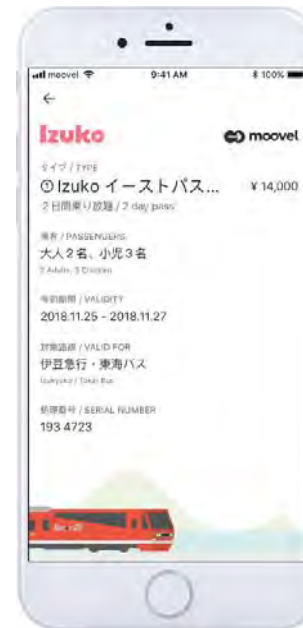 moovel 9:41 AM 100%
←
Izuko moovel
タイプ / TYPE
Izuko イーストパス... ¥ 14,000
2日間乗り放題 / 2 day pass
乗客 / PASSENGERS
大人2名、小児3名
2 Adults, 3 Children
有効期間 / VALIDITY
2018.11.25 - 2018.11.27
対象路線 / VALID FOR
伊豆急行・東海バス
Izukyuko / Tokai Bus
処理番号 / SERIAL NUMBER
193 4723